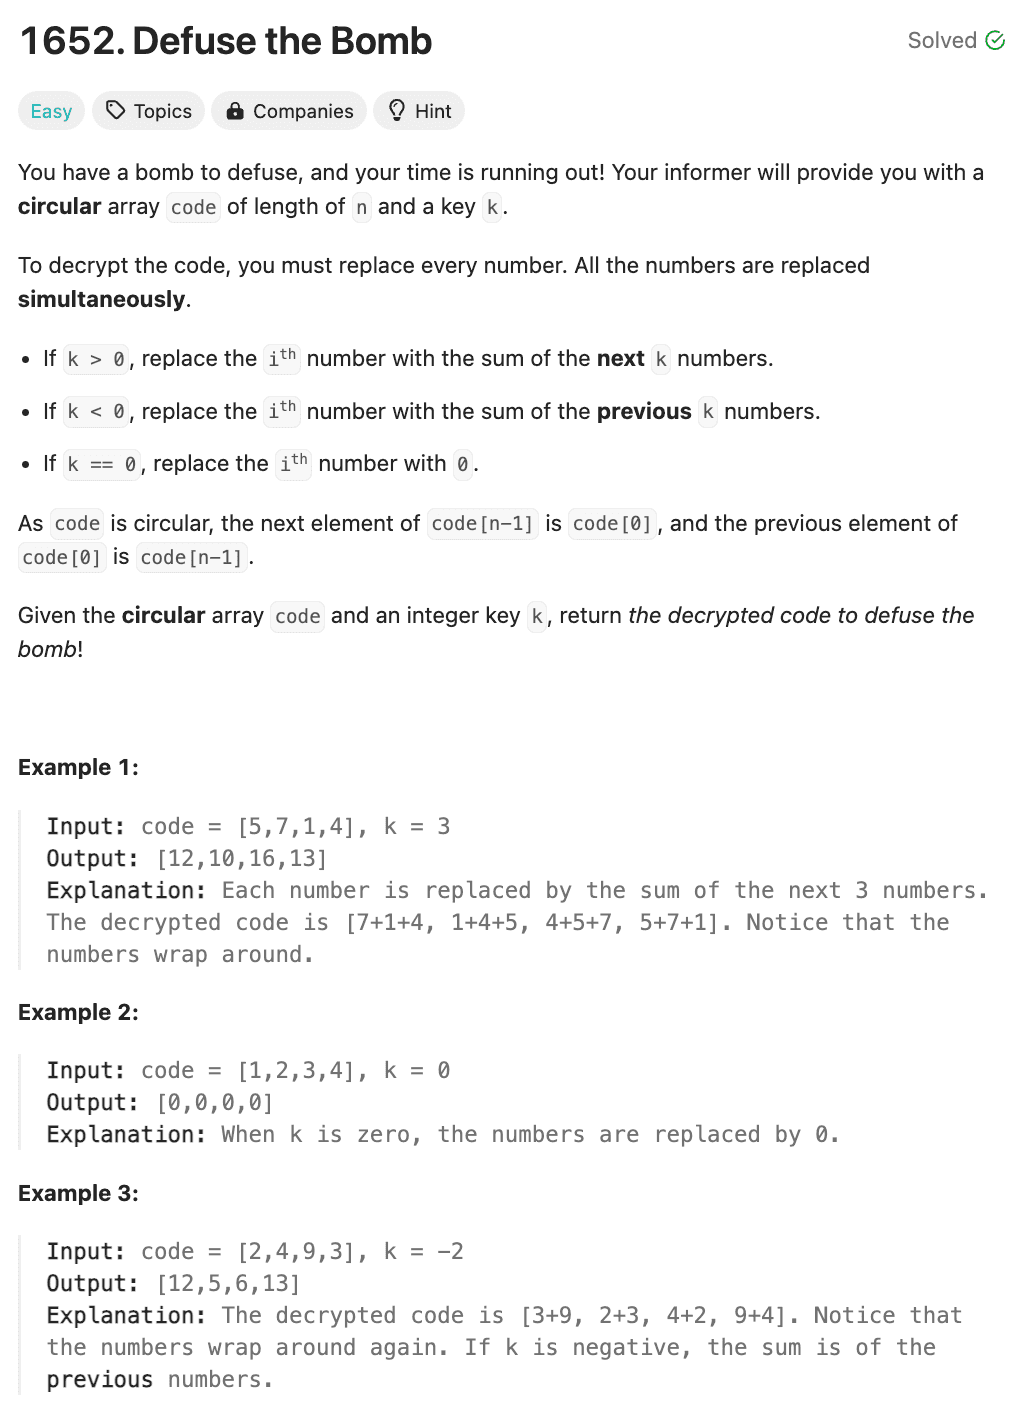 1652. Defuse the Bomb
Solved
Easy Topics Companies Hint
You have a bomb to defuse, and your time is running out! Your informer will provide you with a
circular array code of length of n and a key k.
To decrypt the code, you must replace every number. All the numbers are replaced
simultaneously.
• If k > 0, replace the ith number with the sum of the next k numbers.
• If k < 0, replace the ith number with the sum of the previous k numbers.
• If k == 0, replace the ith number with 0.
As code is circular, the next element of code[n-1] is code[0], and the previous element of
code[0] is code[n-1].
Given the circular array code and an integer key k, return the decrypted code to defuse the
bomb!
Example 1:
Input: code = [5,7,1,4], k = 3
Output: [12,10,16,13]
Explanation: Each number is replaced by the sum of the next 3 numbers.
The decrypted code is [7+1+4, 1+4+5, 4+5+7, 5+7+1]. Notice that the
numbers wrap around.
Example 2:
Input: code = [1,2,3,4], k = 0
Output: [0,0,0,0]
Explanation: When k is zero, the numbers are replaced by 0.
Example 3:
Input: code = [2,4,9,3], k = -2
Output: [12,5,6,13]
Explanation: The decrypted code is [3+9, 2+3, 4+2, 9+4]. Notice that
the numbers wrap around again. If k is negative, the sum is of the
previous numbers.